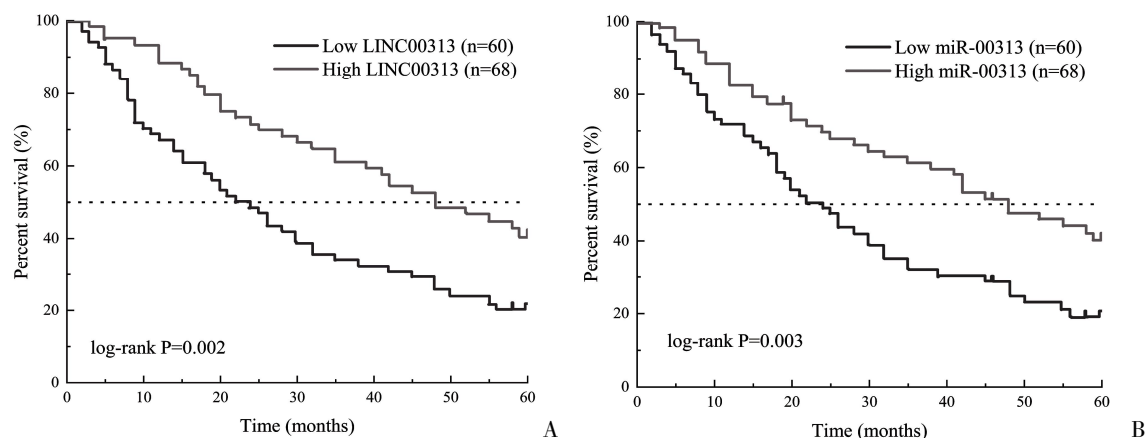 100
80
60
40
20
0
Percent survival (%)
Low LINC00313 (n=60)
High LINC00313 (n=68)
log-rank P=0.002
0 10 20 30 40 50 60
Time (months)
A
100
80
60
40
20
0
Percent survival (%)
Low miR-00313 (n=60)
High miR-00313 (n=68)
log-rank P=0.003
0 10 20 30 40 50 60
Time (months)
B